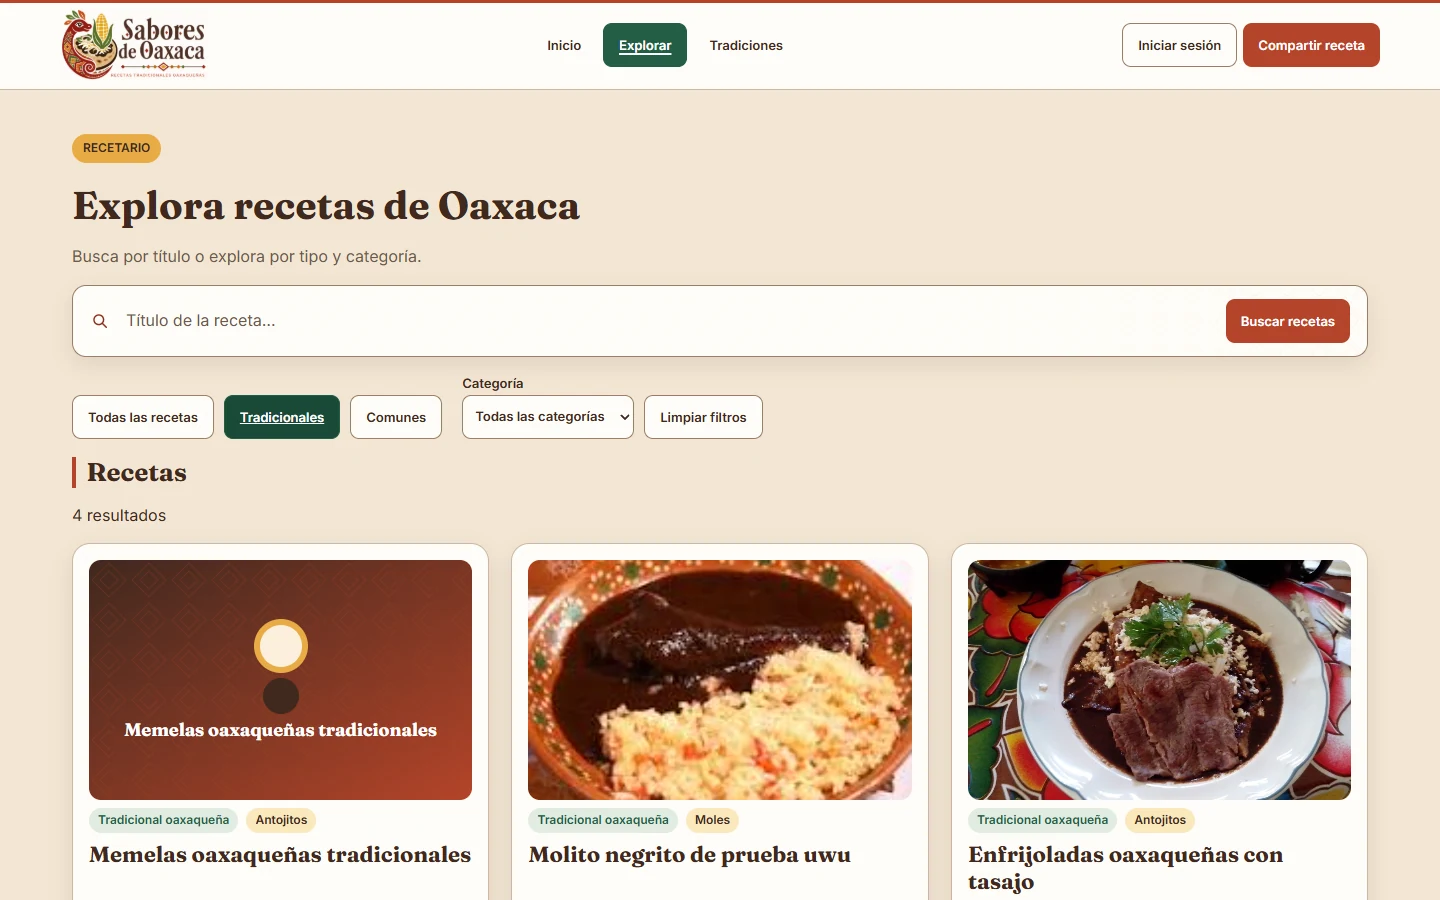 Sabores
de Oaxaca
RECETAS TRADICIONALES OAXAQUEÑAS
Inicio
Explorar
Tradiciones
Iniciar sesión
Compartir receta
RECETARIO
Explora recetas de Oaxaca
Busca por título o explora por tipo y categoría.
Título de la receta...
Buscar recetas
Categoría
Todas las recetas
Tradicionales
Comunes
Todas las categorías
Limpiar filtros
Recetas
4 resultados
Memelas oaxaqueñas tradicionales
Tradicional oaxaqueña
Antojitos
Memelas oaxaqueñas tradicionales
Tradicional oaxaqueña
Moles
Molito negrito de prueba uwu
Tradicional oaxaqueña
Antojitos
Enfrijoladas oaxaqueñas con
tasajo